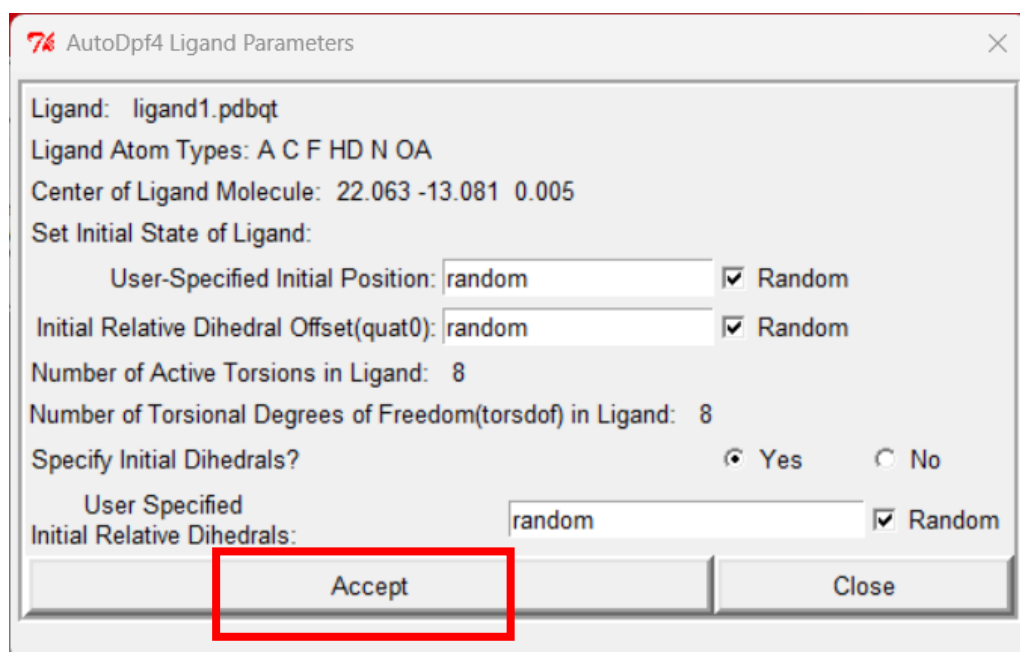 AutoDpf4 Ligand Parameters
Ligand: ligand1.pdbqt
Ligand Atom Types: A C F HD N OA
Center of Ligand Molecule: 22.063 -13.081 0.005
Set Initial State of Ligand:
User-Specified Initial Position: random Random
Initial Relative Dihedral Offset(quat0): random Random
Number of Active Torsions in Ligand: 8
Number of Torsional Degrees of Freedom(torsdof) in Ligand: 8
Specify Initial Dihedrals? Yes No
User Specified
Initial Relative Dihedrals: random Random
Accept Close